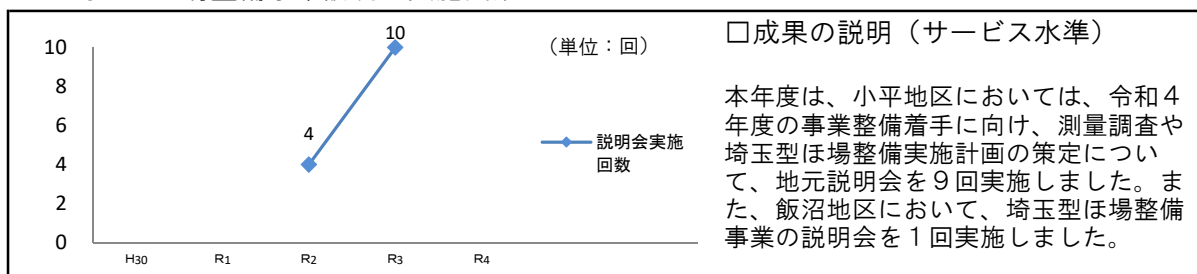 10
8
6
4
2
0
4
10
(単位:回)
説明会実施
回数
H30
R1
R2
R3
R4
□成果の説明(サービス水準)
本年度は、小平地区においては、令和4
年度の事業整備着手に向け、測量調査や
埼玉型ほ場整備実施計画の策定につい
て、地元説明会を9回実施しました。ま
た、飯沼地区において、埼玉型ほ場整備
事業の説明会を1回実施しました。